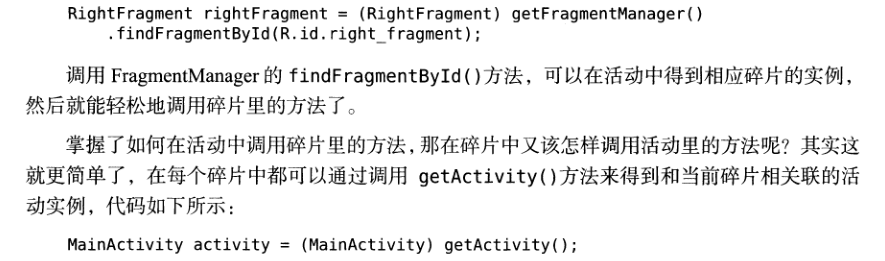 RightFragment rightFragment = (RightFragment) getFragmentManager()
.findFragmentById(R.id.right_fragment);
调用 FragmentManager 的 findFragmentById()方法，可以在活动中得到相应碎片的实例，
然后就能轻松地调用碎片里的方法了。
掌握了如何在活动中调用碎片里的方法，那在碎片中又该怎样调用活动里的方法呢？其实这
就更简单了，在每个碎片中都可以通过调用 getActivity()方法来得到和当前碎片相关联的活
动实例，代码如下所示：
MainActivity activity = (MainActivity) getActivity();